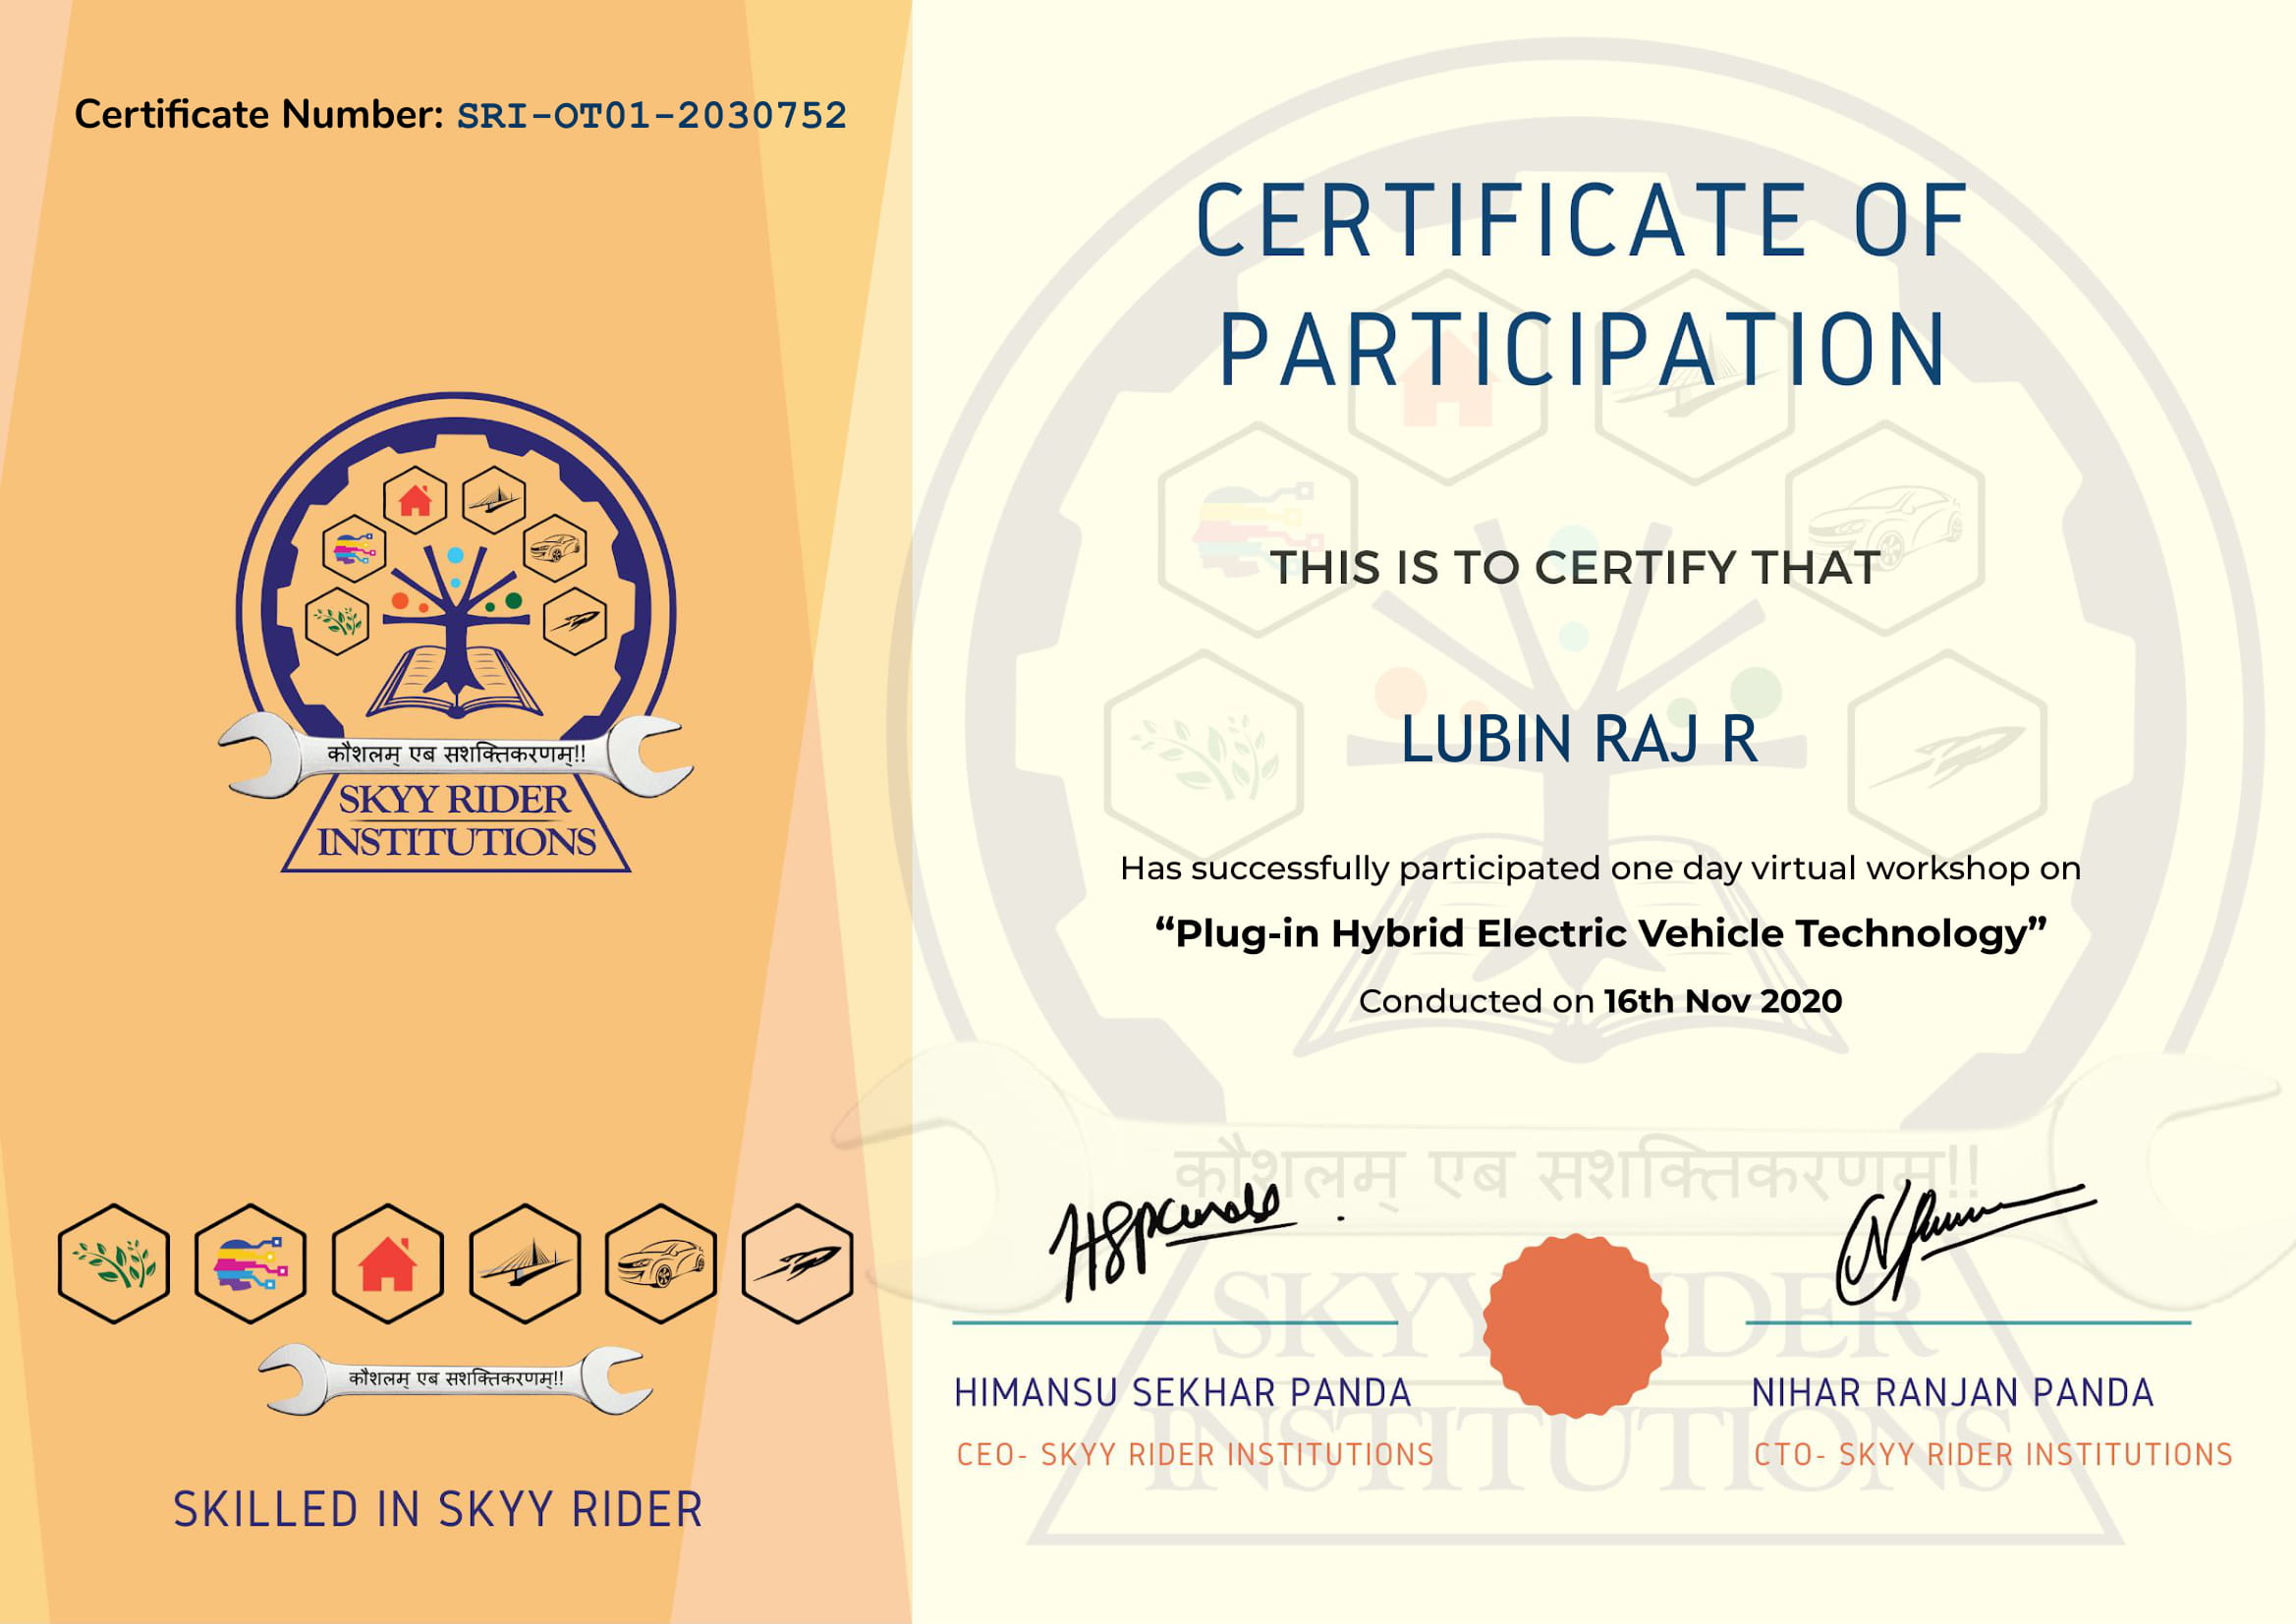 Certificate Number: SRI-OT01-2030752
कौशलम् एब सशक्तिकरणम्!!
SKYY RIDER
INSTITUTIONS
कौशलम् एब सशक्तिकरणम्!!
SKILLED IN SKYY RIDER
CERTIFICATE OF
PARTICIPATION
THIS IS TO CERTIFY THAT
LUBIN RAJ R
Has successfully participated one day virtual workshop on
“Plug-in Hybrid Electric Vehicle Technology”
Conducted on 16th Nov 2020
कौशलम् एब सशक्तिकरणम्!!
SKYY RIDER
INSTITUTIONS
HIMANSU SEKHAR PANDA
CEO- SKYY RIDER INSTITUTIONS
NIHAR RANJAN PANDA
CTO- SKYY RIDER INSTITUTIONS